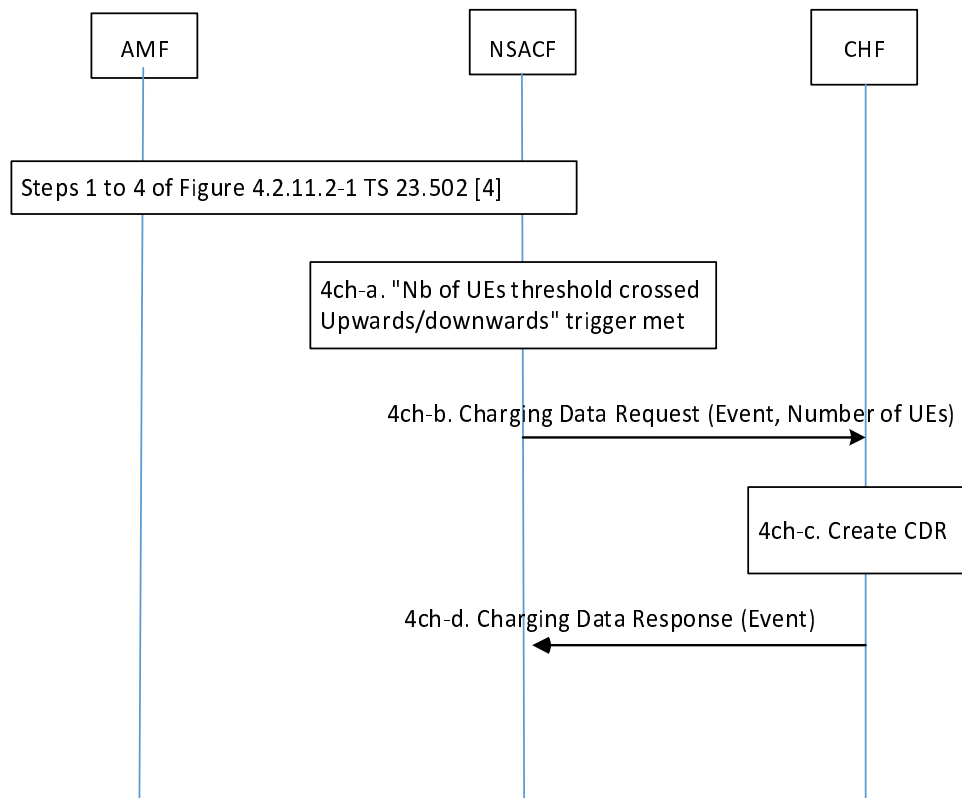 AMF
NSACF
CHF
Steps 1 to 4 of Figure 4.2.11.2-1 TS 23.502 [4]
4ch-a. "Nb of UEs threshold crossed
Upwards/downwards" trigger met
4ch-b. Charging Data Request (Event, Number of UEs)
4ch-c. Create CDR
4ch-d. Charging Data Response (Event)